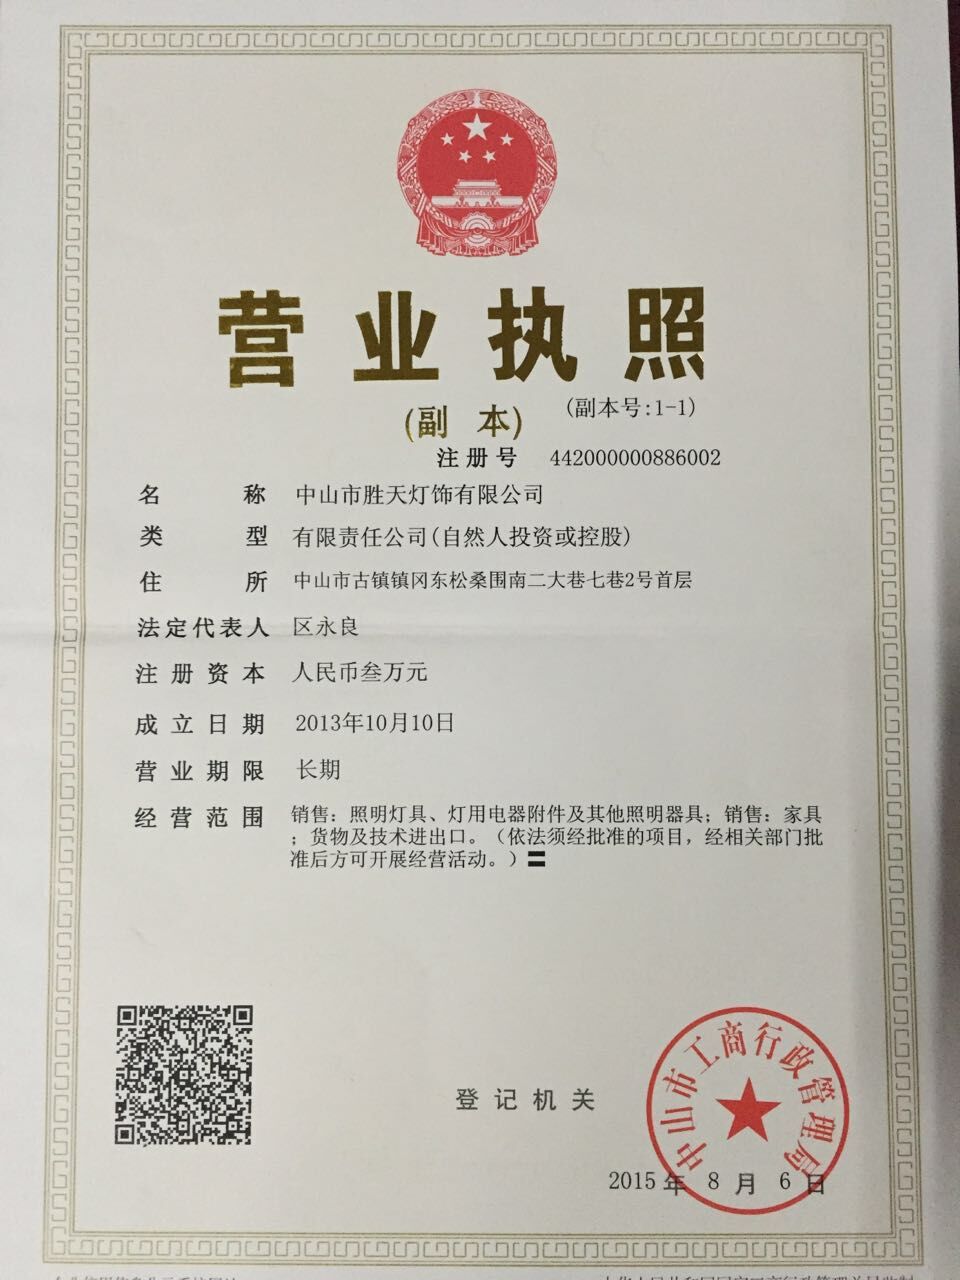 营业执照
(副 本) (副本号:1-1)
注册号 442000000886002
名 称 中山市胜天灯饰有限公司
类 型 有限责任公司(自然人投资或控股)
住 所 中山市古镇镇冈东松桑围南二大巷七巷2号首层
法定代表人 区永良
注册资本 人民币叁万元
成立日期 2013年10月10日
营业期限 长期
经营范围 销售：照明灯具、灯用电器附件及其他照明器具；销售：家具
；货物及技术进出口。（依法须经批准的项目，经相关部门批
准后方可开展经营活动。）〓
中山市工商行政管理局
登记机关
2015 年 8 月 6 日